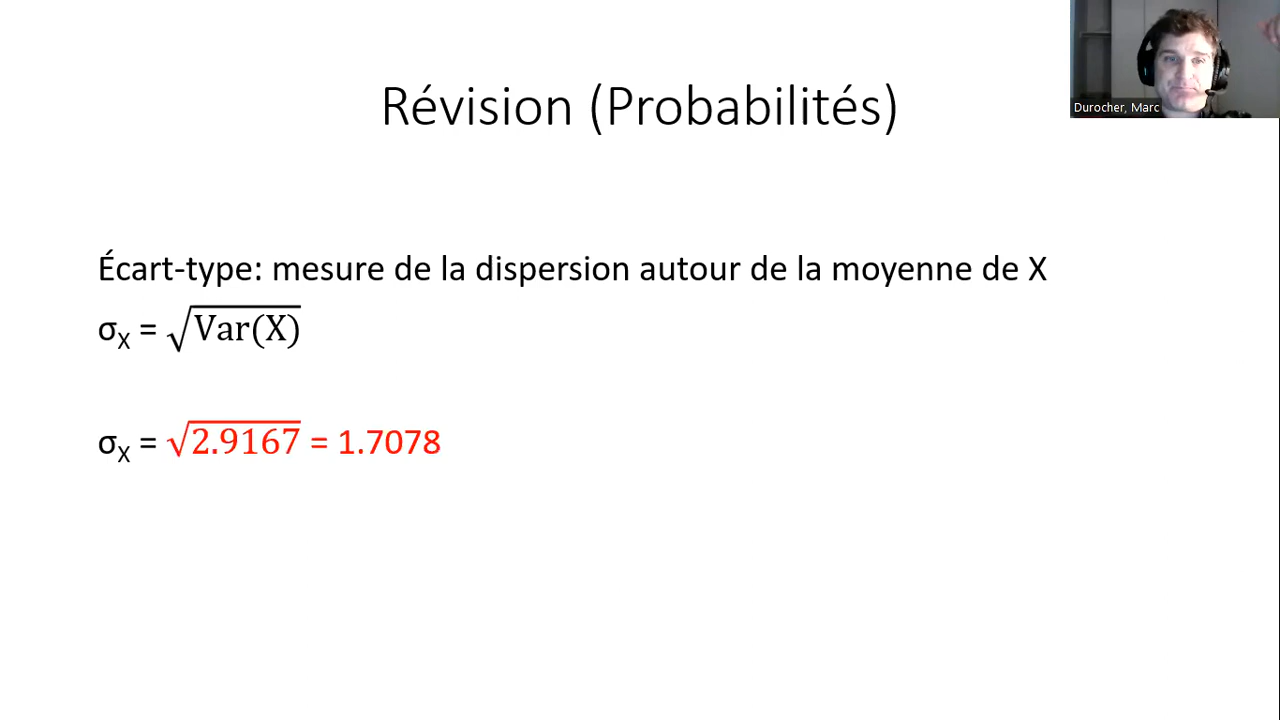 Révision (Probabilités)
Durocher, Marc
Écart-type: mesure de la dispersion autour de la moyenne de X
σX = √Var(X)
σX = √2.9167 = 1.7078